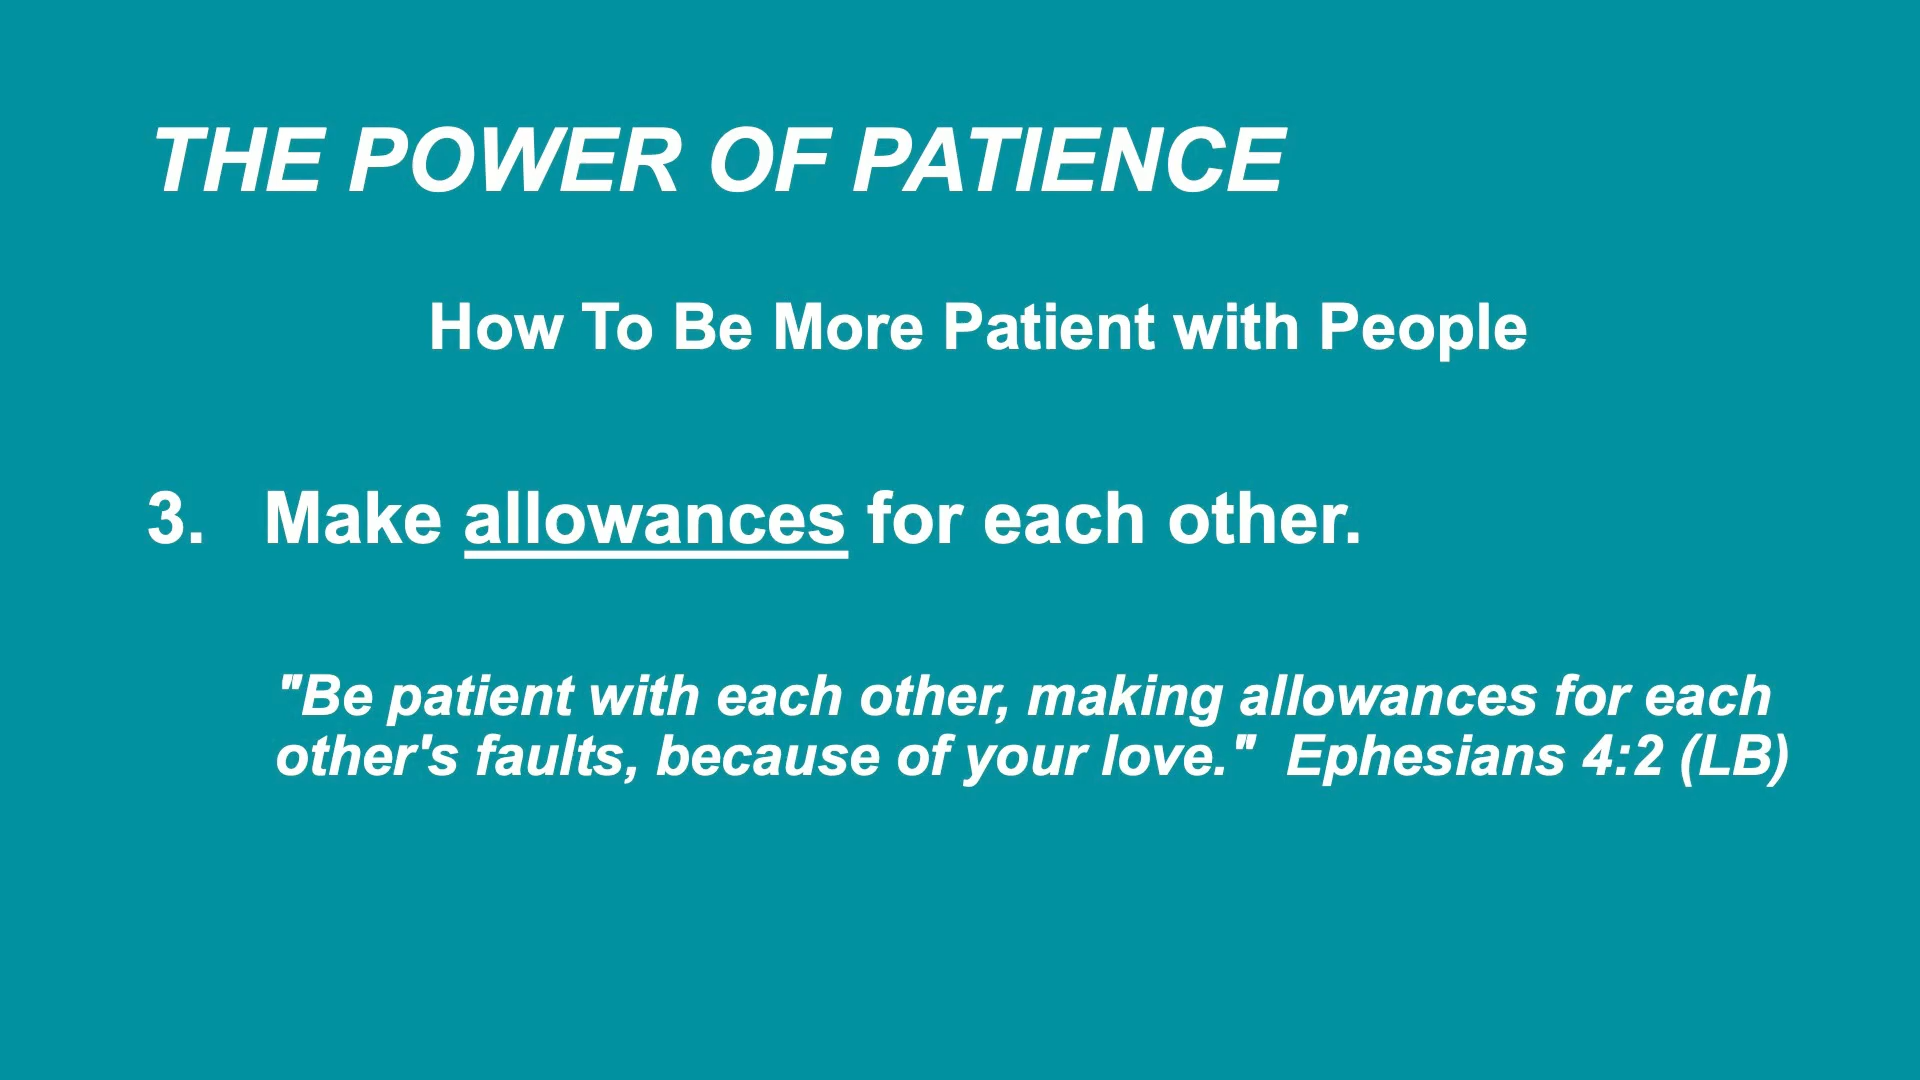 THE POWER OF PATIENCE
How To Be More Patient with People
3. Make allowances for each other.
"Be patient with each other, making allowances for each
other's faults, because of your love." Ephesians 4:2 (LB)